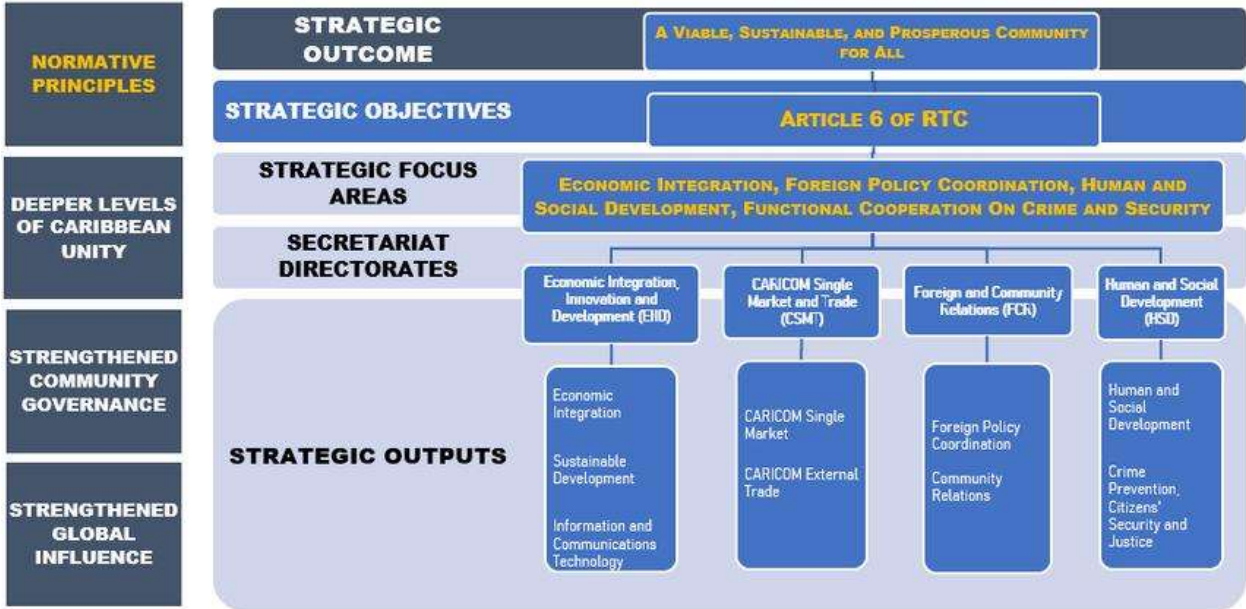 NORMATIVE
PRINCIPLES
DEEPER LEVELS
OF CARIBBEAN
UNITY
STRENGTHENED
COMMUNITY
GOVERNANCE
STRENGTHENED
GLOBAL
INFLUENCE
STRATEGIC
OUTCOME
A VIABLE, SUSTAINABLE, AND PROSPEROUS COMMUNITY
FOR ALL
STRATEGIC OBJECTIVES
ARTICLE 6 OF RTC
STRATEGIC FOCUS
AREAS
ECONOMIC INTEGRATION, FOREIGN POLICY COORDINATION, HUMAN AND
SOCIAL DEVELOPMENT, FUNCTIONAL COOPERATION ON CRIME AND SECURITY
SECRETARIAT
DIRECTORATES
Economic Integration,
Innovation and
Development (EIID)
CARICOM Single
Market and Trade
(CSMT)
Foreign and Community
Relations (FCR)
Human and Social
Development
(HSD)
STRATEGIC OUTPUTS
Economic
Integration
Sustainable
Development
Information and
Communications
Technology
CARICOM Single
Market
CARICOM External
Trade
Foreign Policy
Coordination
Community
Relations
Human and
Social
Development
Crime
Prevention,
Citizens'
Security and
Justice